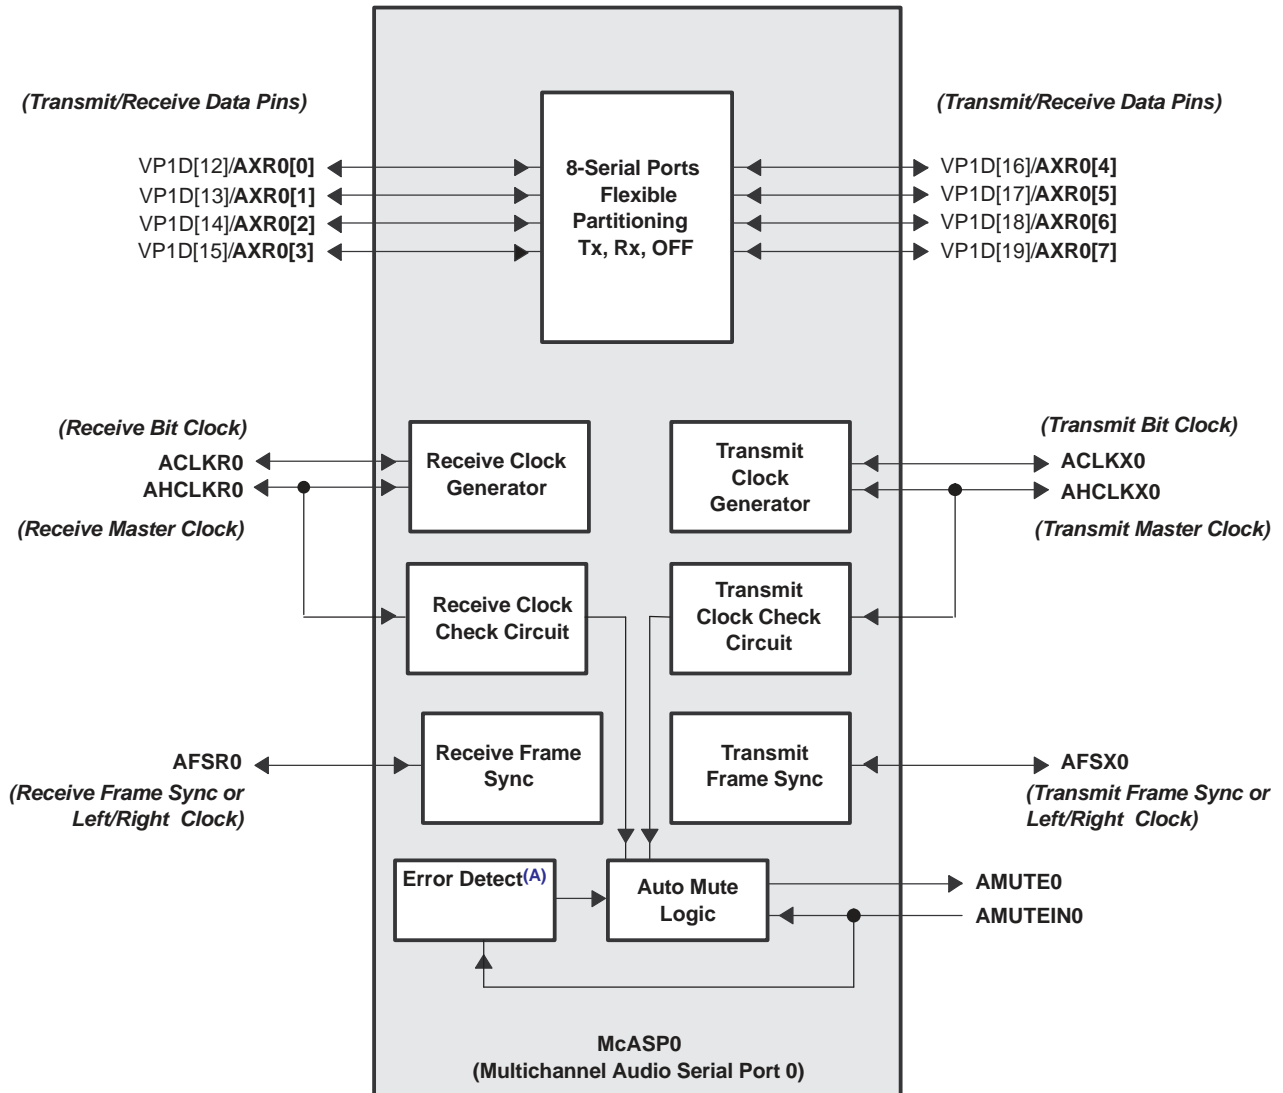 (Transmit/Receive Data Pins)
VP1D[12]/AXR0[0]
VP1D[13]/AXR0[1]
VP1D[14]/AXR0[2]
VP1D[15]/AXR0[3]
8-Serial Ports
Flexible
Partitioning
Tx, Rx, OFF
(Transmit/Receive Data Pins)
VP1D[16]/AXR0[4]
VP1D[17]/AXR0[5]
VP1D[18]/AXR0[6]
VP1D[19]/AXR0[7]
(Receive Bit Clock)
ACLKR0
AHCLKR0
(Receive Master Clock)
Receive Clock
Generator
Transmit
Clock
Generator
(Transmit Bit Clock)
ACLKX0
AHCLKX0
(Transmit Master Clock)
Receive Clock
Check Circuit
Transmit
Clock Check
Circuit
AFSR0
(Receive Frame Sync or
Left/Right Clock)
Receive Frame
Sync
Transmit
Frame Sync
AFSX0
(Transmit Frame Sync or
Left/Right Clock)
Error Detect(A)
Auto Mute
Logic
AMUTE0
AMUTEIN0
McASP0
(Multichannel Audio Serial Port 0)